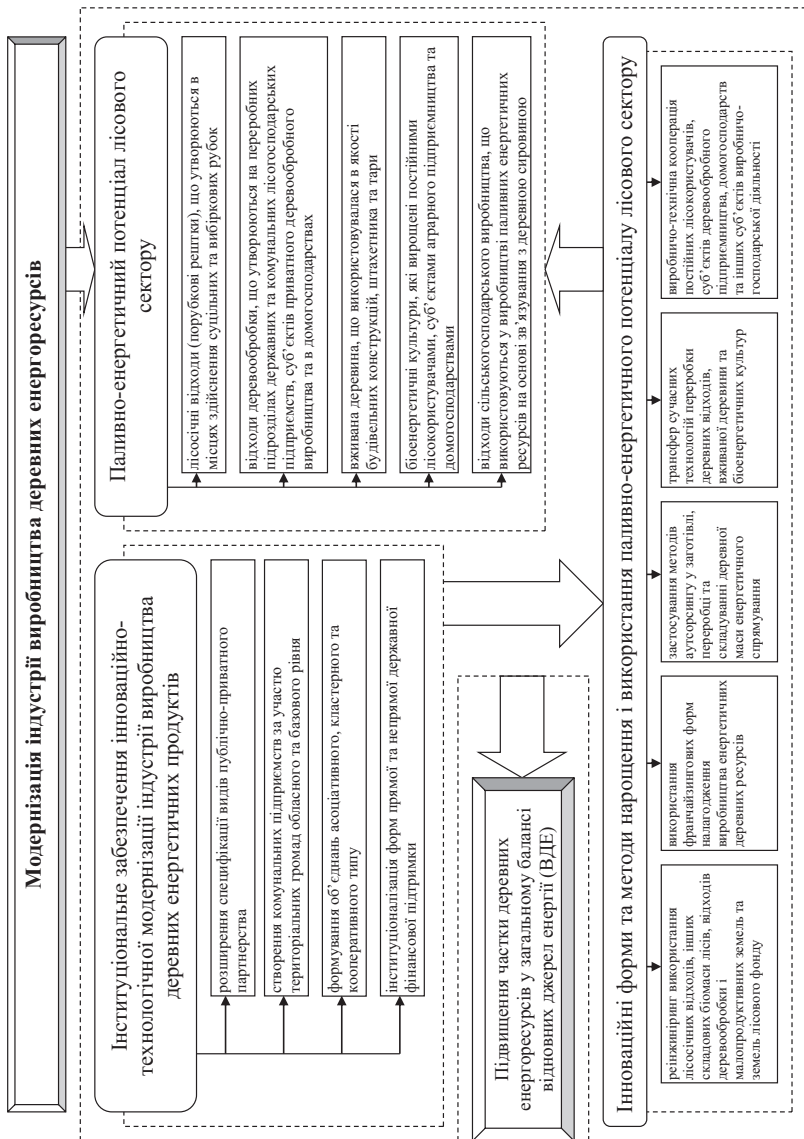 Модернізація індустрії виробництва деревних енергоресурсів
Інституціональне забезпечення інноваційно-
технологічної модернізації індустрії виробництва
деревних енергетичних продуктів
розширення специфікації видів публічно-приватного
партнерства
створення комунальних підприємств за участю
територіальних громад обласного та базового рівня
формування об’єднань асоціативного, кластерного та
кооперативного типу
інституціоналізація форм прямої та непрямої державної
фінансової підтримки
Паливно-енергетичний потенціал лісового
сектору
лісосічні відходи (порубкові рештки), що утворюються в
місцях здійснення суцільних та вибіркових рубок
відходи деревообробки, що утворюються на переробних
підрозділах державних та комунальних лісогосподарських
підприємств, суб’єктів приватного деревообробного
виробництва та в домогосподарствах
вживана деревина, що використовувалася в якості
будівельних конструкцій, штахетника та тари
біоенергетичні культури, які вирощені постійними
лісокористувачами, суб’єктами аграрного підприємництва та
домогосподарствами
відходи сільськогосподарського виробництва, що
використовуються у виробництві паливних енергетичних
ресурсів на основі зв’язування з деревною сировиною
Підвищення частки деревних
енергоресурсів у загальному балансі
відновних джерел енергії (ВДЕ)
Інноваційні форми та методи нарощення і використання паливно-енергетичного потенціалу лісового сектору
реінжиніринг використання
лісосічних відходів, інших
складових біомаси лісів, відходів
деревообробки і
малопродуктивних земель та
земель лісового фонду
використання
франчайзингових форм
налагодження
виробництва енергетичних
деревних ресурсів
застосування методів
аутсорсингу у заготівлі,
переробці та
складуванні деревної
маси енергетичного
спрямування
трансфер сучасних
технологій переробки
деревних відходів,
вживаної деревини та
біоенергетичних культур
виробничо-технічна кооперація
постійних лісокористувачів,
суб’єктів деревообробного
підприємництва, домогосподарств
та інших суб’єктів виробничо-
господарської діяльності